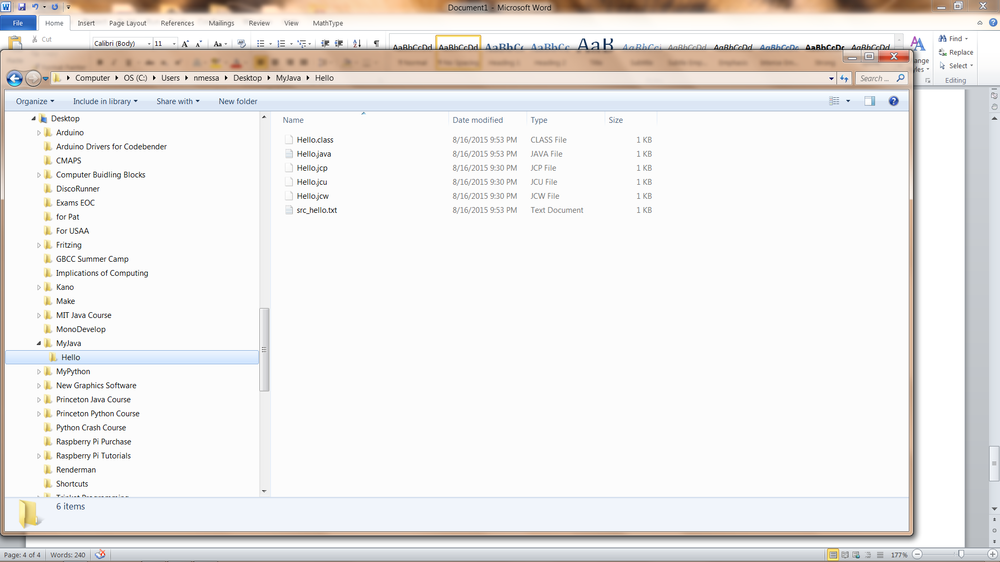 Document1 - Microsoft Word
File Home Insert Page Layout References Mailings Review View MathType
Cut Calibri (Body) 11 Aa AaBbCcDd AaBbCcDd AaBbCc AaBbCc AaB AaBbCcI AaBbCcDd AaBbCcDd AaBbCcDc AaBbCcDc AaBbCcDd Find
Replace
Select
Editing
Computer OS (C:) Users nmessa Desktop MyJava Hello Search ...
Organize Include in library Share with New folder
Name Date modified Type Size
Desktop
Arduino
Arduino Drivers for Codebender
CMAPS
Computer Buidling Blocks
DiscoRunner
Exams EOC
for Pat
For USAA
Fritzing
GBCC Summer Camp
Implications of Computing
Kano
Make
MIT Java Course
MonoDevelop
MyJava
Hello
MyPython
New Graphics Software
Princeton Java Course
Princeton Python Course
Python Crash Course
Raspberry Pi Purchase
Raspberry Pi Tutorials
Renderman
Shortcuts
Hello.class 8/16/2015 9:53 PM CLASS File 1 KB
Hello.java 8/16/2015 9:53 PM JAVA File 1 KB
Hello.jcp 8/16/2015 9:30 PM JCP File 1 KB
Hello.jcu 8/16/2015 9:30 PM JCU File 1 KB
Hello.jcw 8/16/2015 9:30 PM JCW File 1 KB
src_hello.txt 8/16/2015 9:53 PM Text Document 1 KB
6 items
Page: 4 of 4 Words: 240 177%